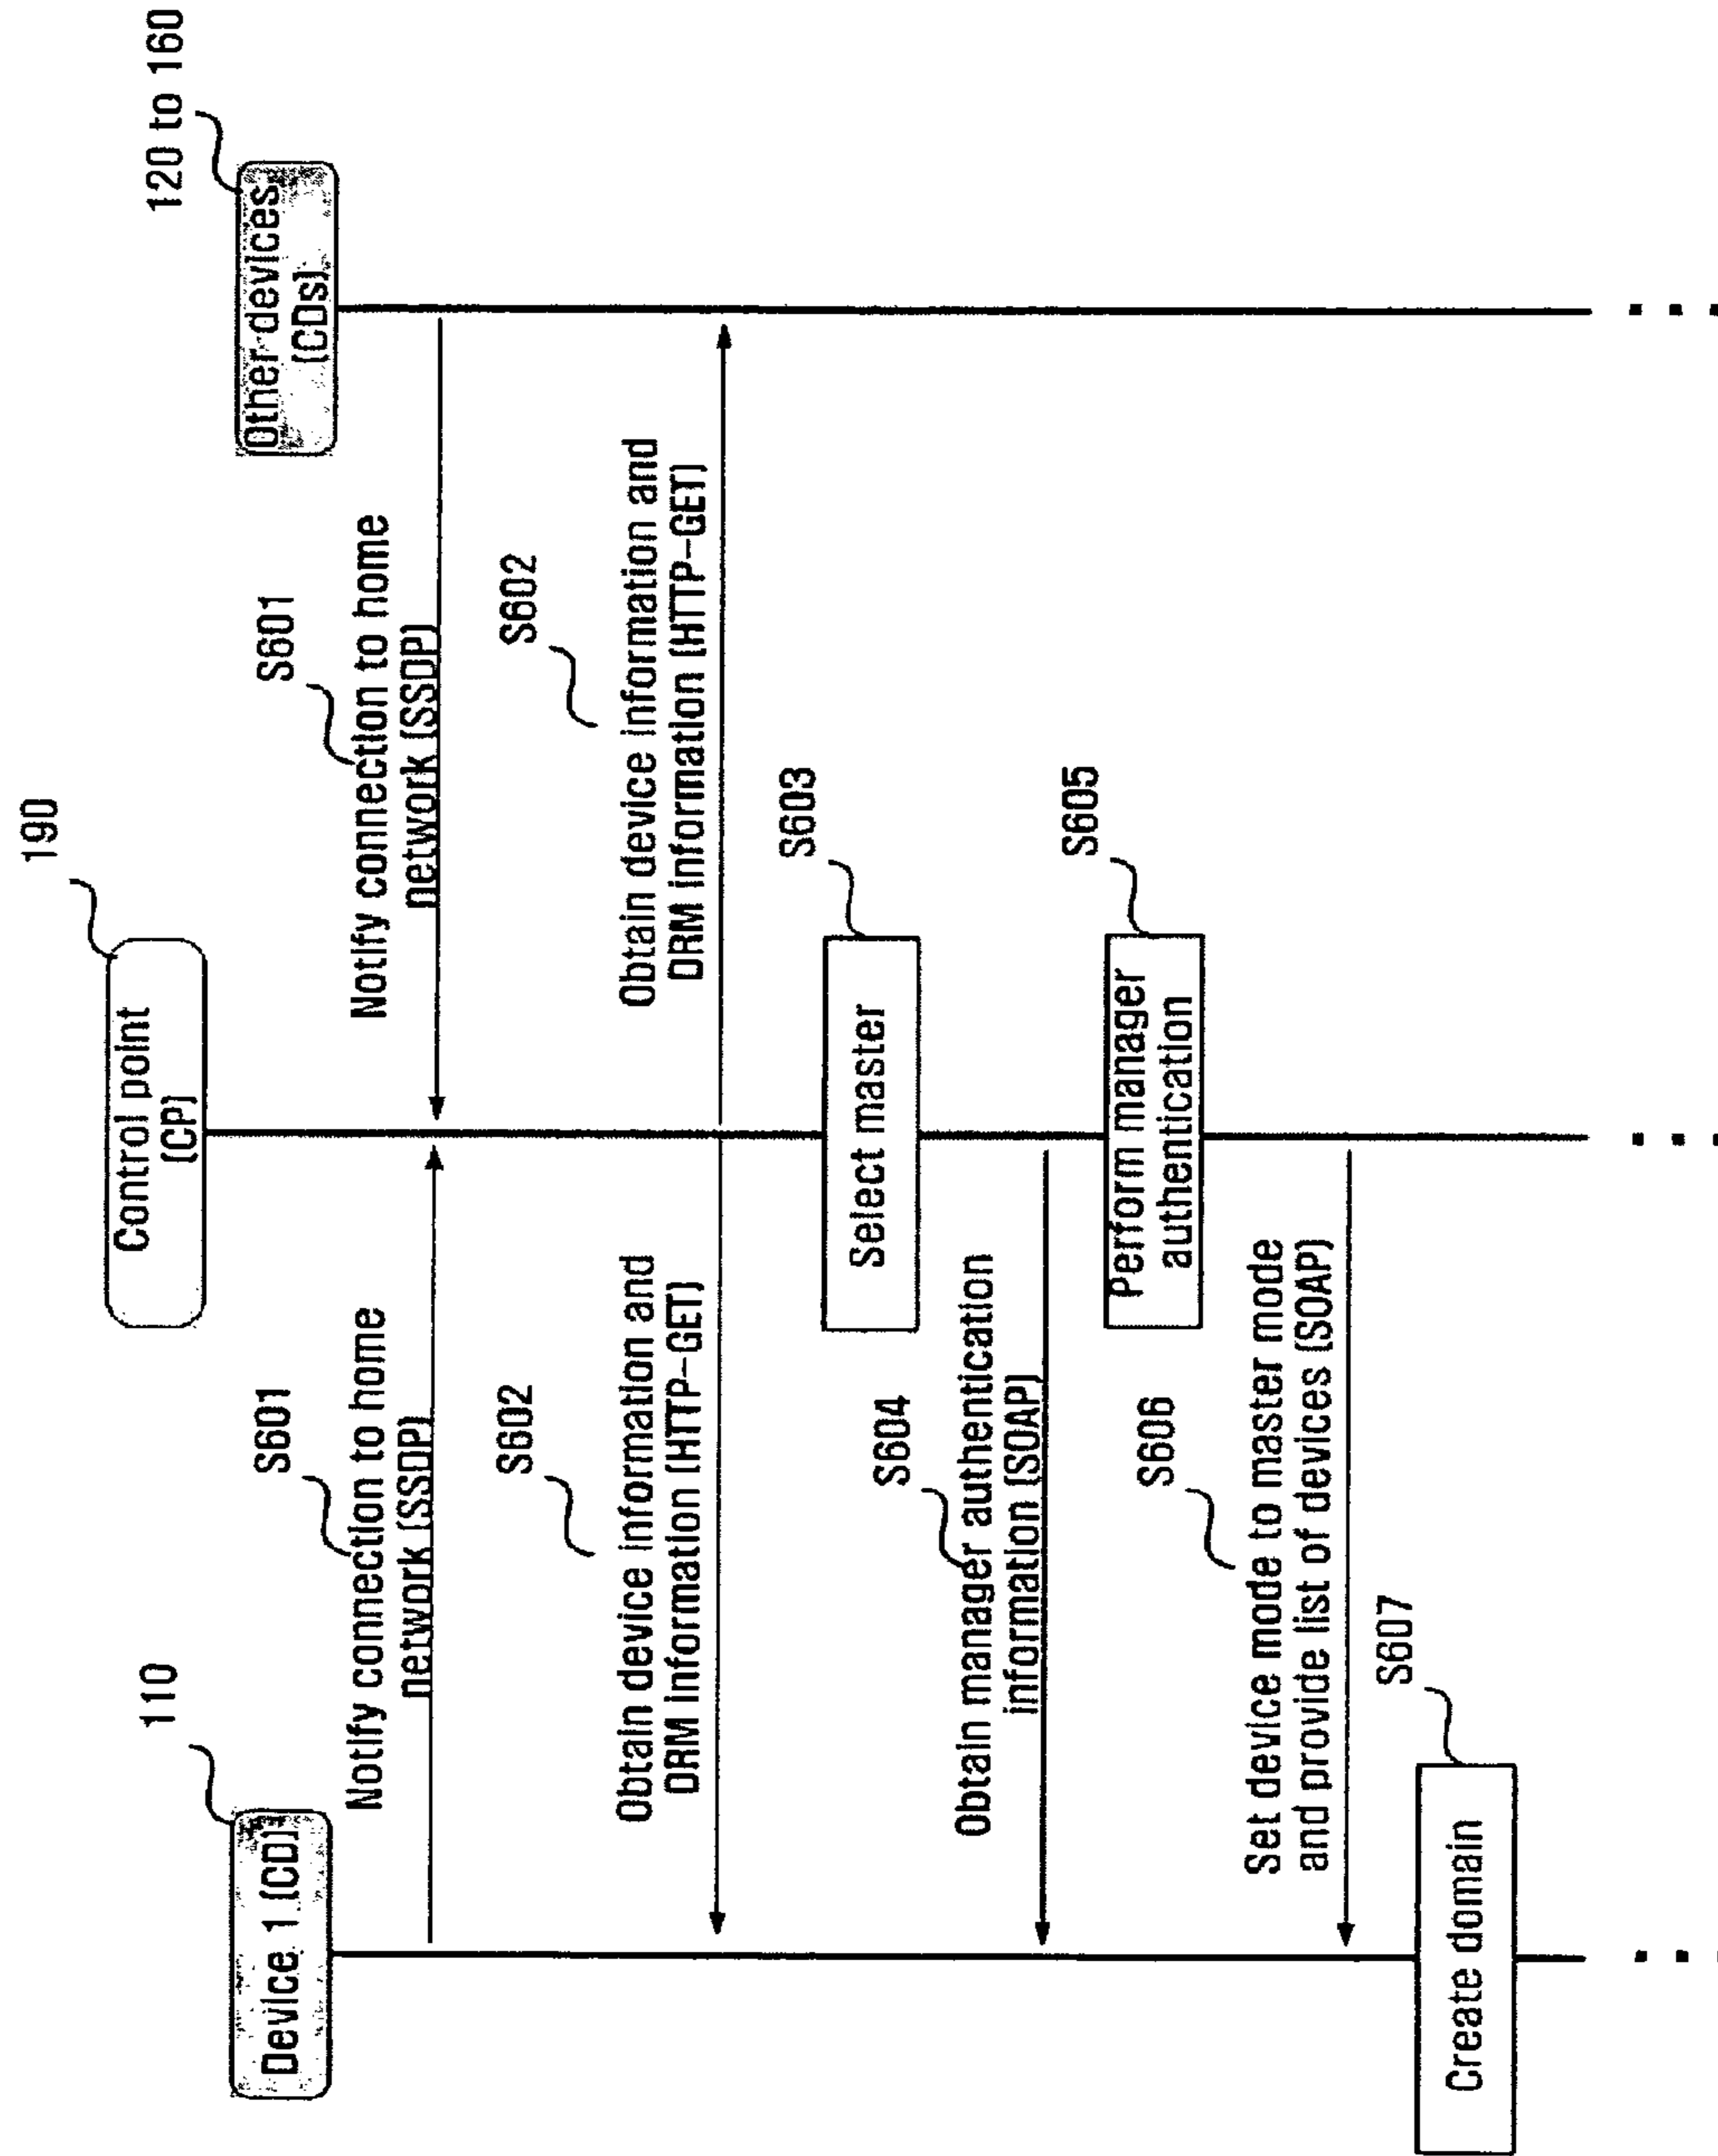 110
Device 1 (CD)
190
Control point
(CP)
120 to 160
Other devices
(CDs)
S601
Notify connection to home
network (SSDP)
S601
Notify connection to home
network (SSDP)
S602
Obtain device information and
DRM information (HTTP-GET)
S602
Obtain device information and
DRM information (HTTP-GET)
S603
Select master
S604
Obtain manager authentication
information (SOAP)
S605
Perform manager
authentication
S606
Set device mode to master mode
and provide list of devices (SOAP)
S607
Create domain